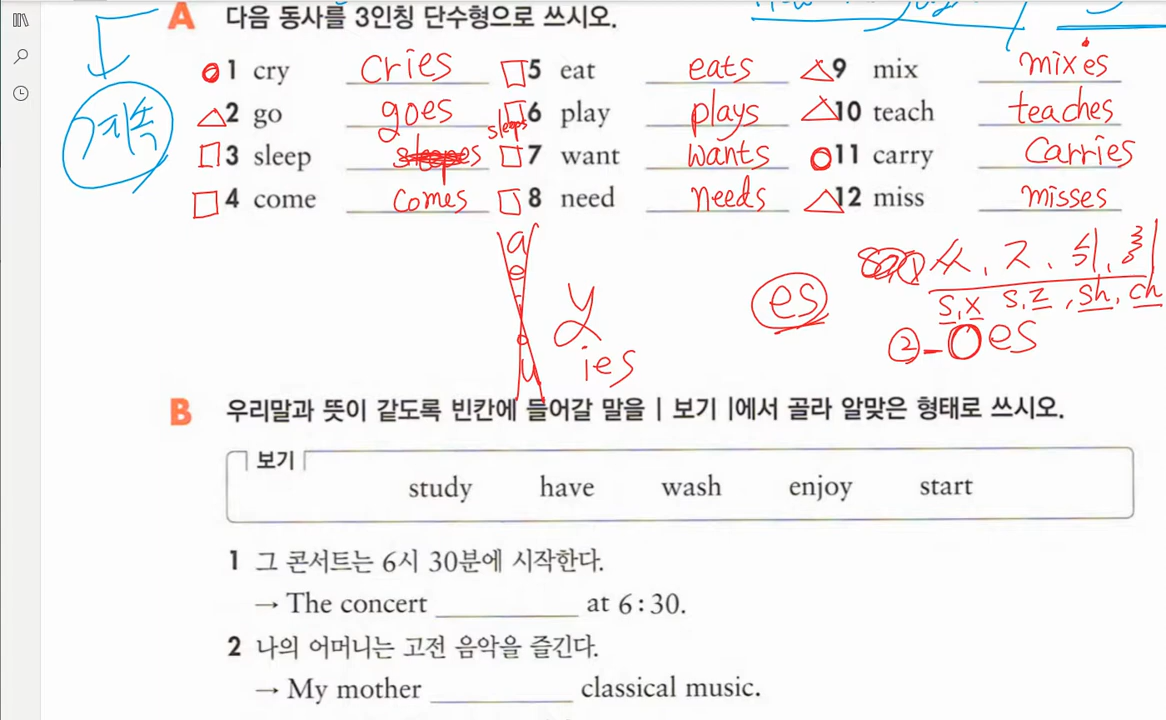 A 다음 동사를 3인칭 단수형으로 쓰시오.
1 cry cries 5 eat eats 9 mix mixes
2 go goes 6 play plays 10 teach teaches
sleeps
3 sleep 7 want wants 11 carry carries
4 come comes 8 need needs 12 miss misses
계속
a
e
i
o
u
y
ies
es
ㅆ, ㅈ, 쉬, 취
s, x s, z, sh, ch
② - O es
B 우리말과 뜻이 같도록 빈칸에 들어갈 말을 | 보기 |에서 골라 알맞은 형태로 쓰시오.
보기
study have wash enjoy start
1 그 콘서트는 6시 30분에 시작한다.
→ The concert __________ at 6:30.
2 나의 어머니는 고전 음악을 즐긴다.
→ My mother __________ classical music.